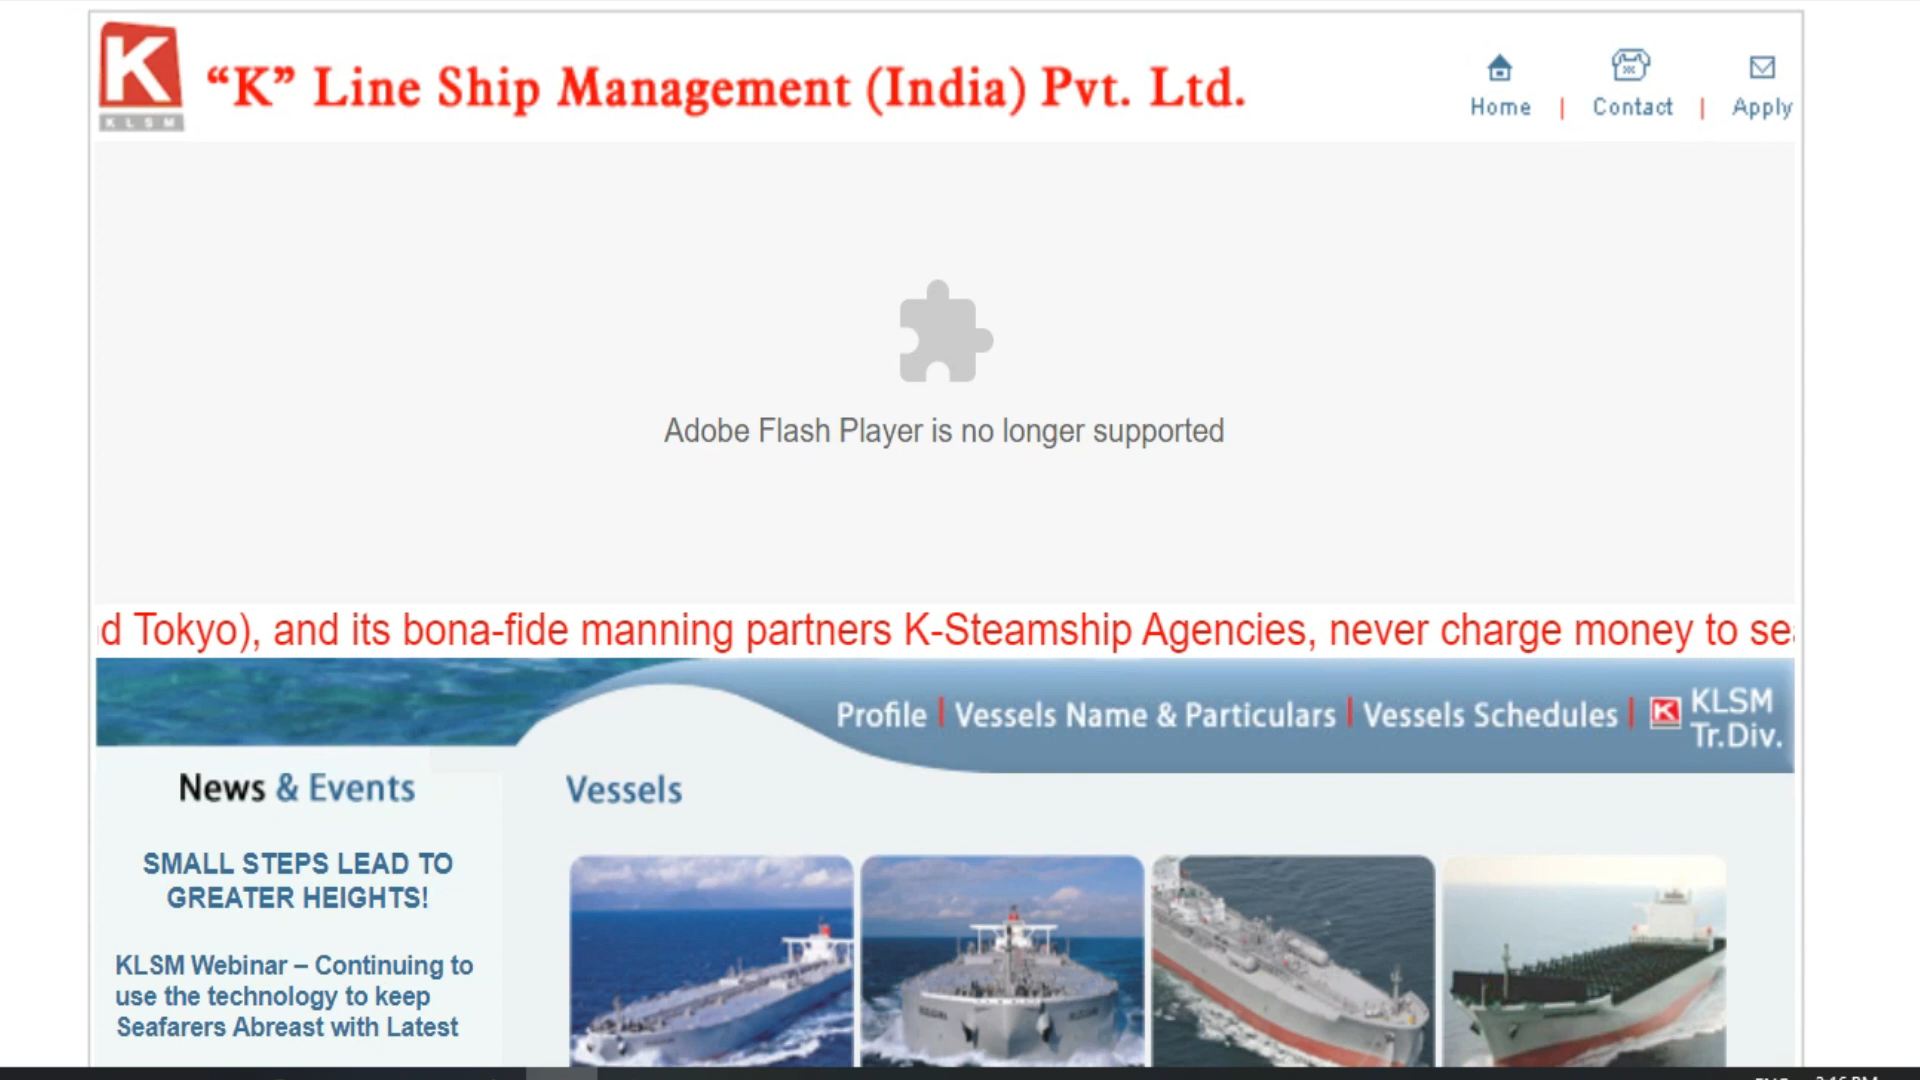 K
KLSM
“K” Line Ship Management (India) Pvt. Ltd.
Home | Contact | Apply
Adobe Flash Player is no longer supported
d Tokyo), and its bona-fide manning partners K-Steamship Agencies, never charge money to se
Profile | Vessels Name & Particulars | Vessels Schedules | K KLSM
Tr.Div.
News & Events
Vessels
SMALL STEPS LEAD TO
GREATER HEIGHTS!
KLSM Webinar – Continuing to
use the technology to keep
Seafarers Abreast with Latest